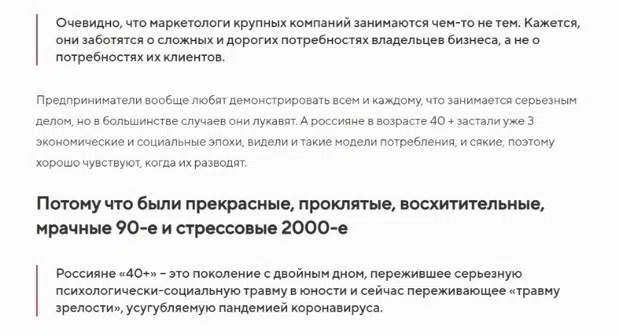 Очевидно, что маркетологи крупных компаний занимаются чем-то не тем. Кажется,
они заботятся о сложных и дорогих потребностях владельцев бизнеса, а не о
потребностях их клиентов.
Предприниматели вообще любят демонстрировать всем и каждому, что занимается серьезным
делом, но в большинстве случаев они лукавят. А россияне в возрасте 40 + застали уже 3
экономические и социальные эпохи, видели и такие модели потребления, и сякие, поэтому
хорошо чувствуют, когда их разводят.
Потому что были прекрасные, проклятые, восхитительные,
мрачные 90-е и стрессовые 2000-е
Россияне «40+» – это поколение с двойным дном, пережившее серьезную
психологически-социальную травму в юности и сейчас переживающее «травму
зрелости», усугубляемую пандемией коронавируса.